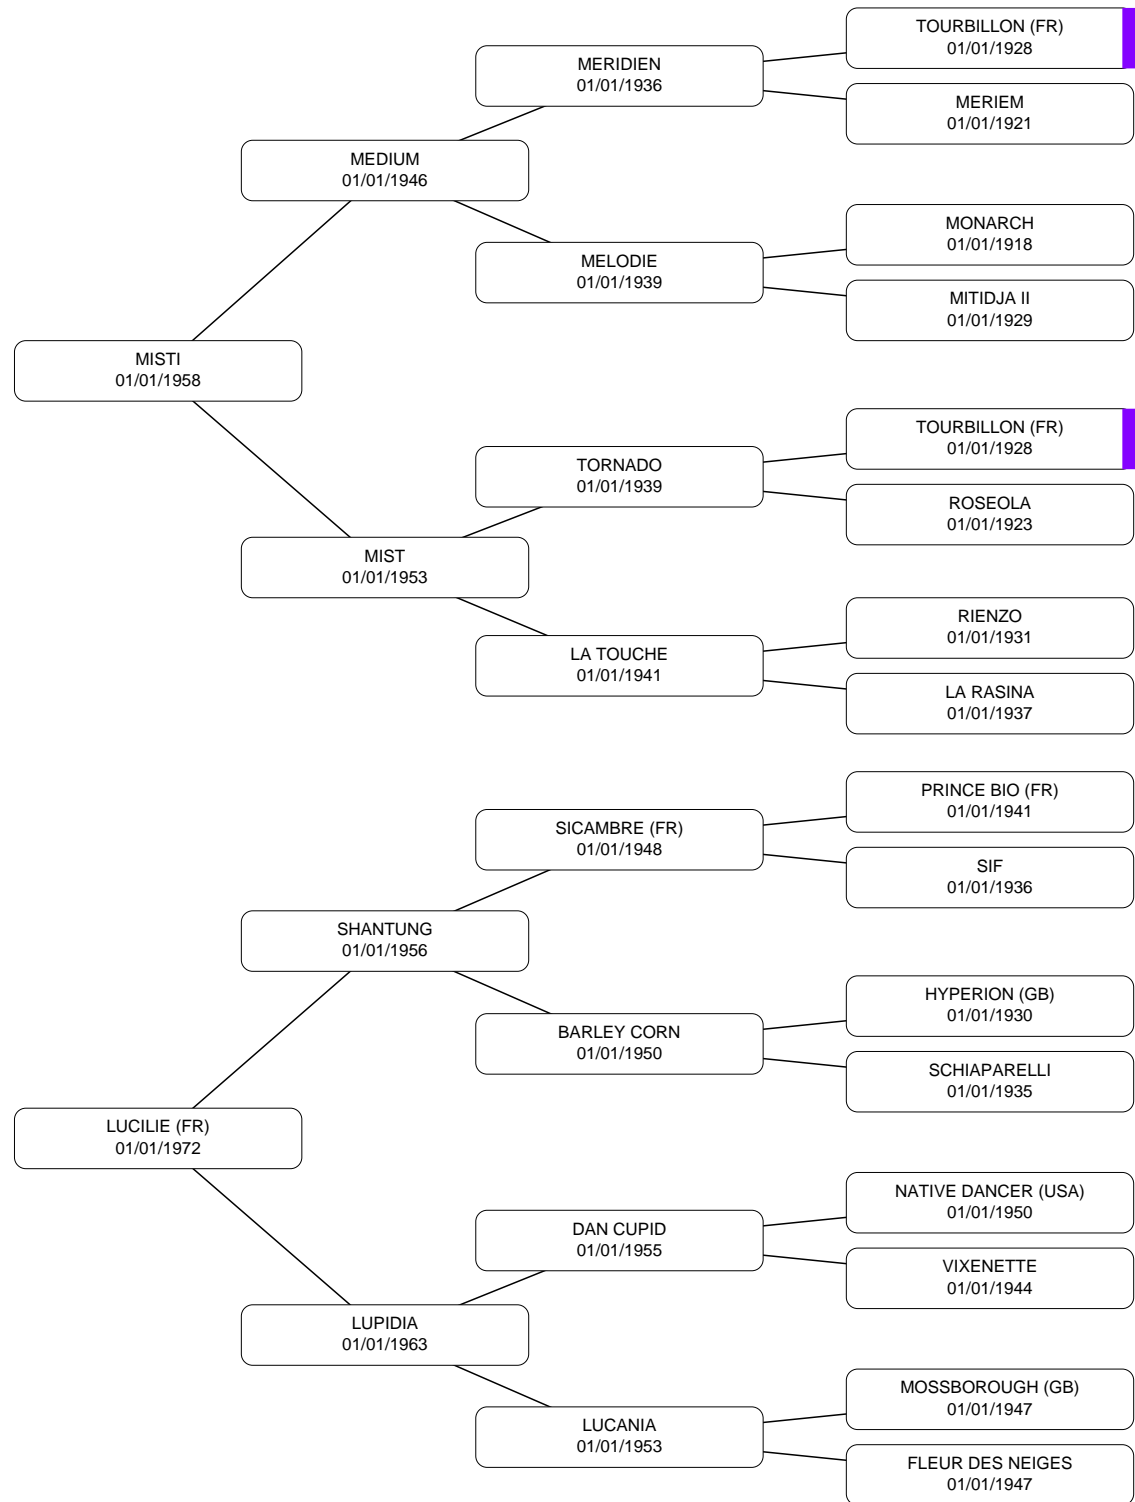 TOURBILLON (FR)
01/01/1928
MERIDIEN
01/01/1936
MERIEM
01/01/1921
MEDIUM
01/01/1946
MONARCH
01/01/1918
MELODIE
01/01/1939
MITIDJA II
01/01/1929
MISTI
01/01/1958
TOURBILLON (FR)
01/01/1928
TORNADO
01/01/1939
ROSEOLA
01/01/1923
MIST
01/01/1953
RIENZO
01/01/1931
LA TOUCHE
01/01/1941
LA RASINA
01/01/1937
PRINCE BIO (FR)
01/01/1941
SICAMBRE (FR)
01/01/1948
SIF
01/01/1936
SHANTUNG
01/01/1956
HYPERION (GB)
01/01/1930
BARLEY CORN
01/01/1950
SCHIAPARELLI
01/01/1935
LUCILIE (FR)
01/01/1972
NATIVE DANCER (USA)
01/01/1950
DAN CUPID
01/01/1955
VIXENETTE
01/01/1944
LUPIDIA
01/01/1963
MOSSBOROUGH (GB)
01/01/1947
LUCANIA
01/01/1953
FLEUR DES NEIGES
01/01/1947